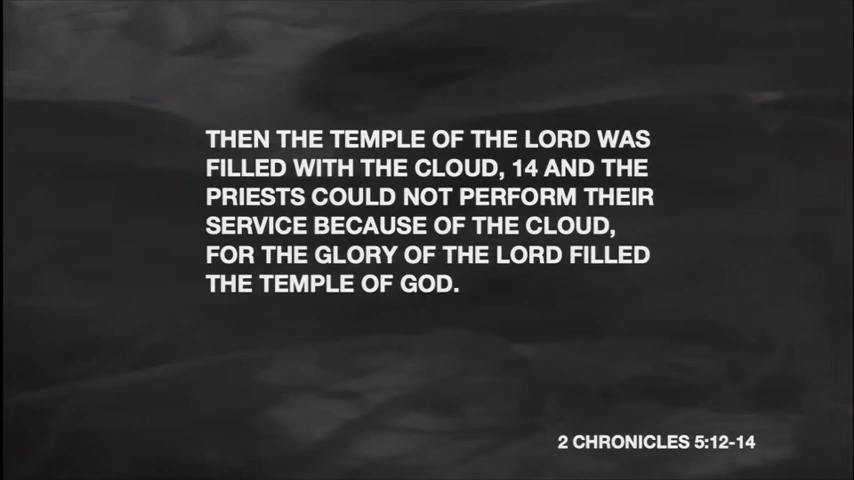 THEN THE TEMPLE OF THE LORD WAS
FILLED WITH THE CLOUD, 14 AND THE
PRIESTS COULD NOT PERFORM THEIR
SERVICE BECAUSE OF THE CLOUD,
FOR THE GLORY OF THE LORD FILLED
THE TEMPLE OF GOD.
2 CHRONICLES 5:12-14